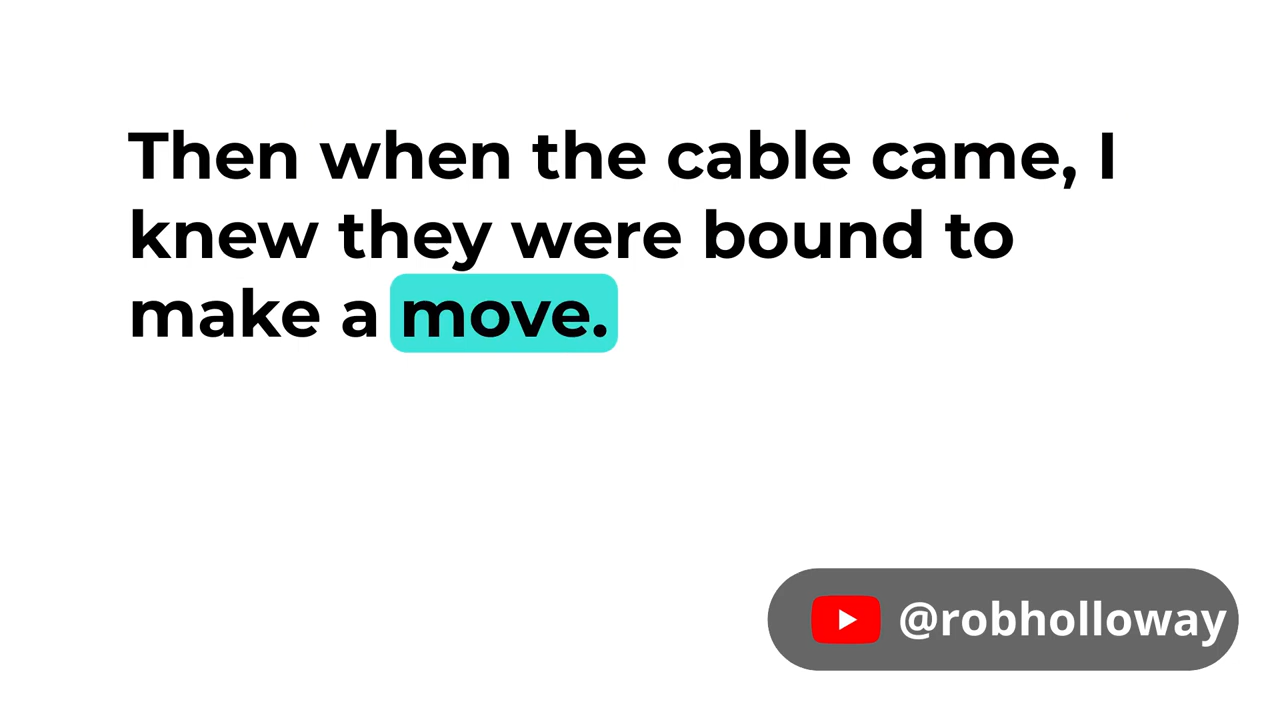 Then when the cable came, I
knew they were bound to
make a move.
@robholloway